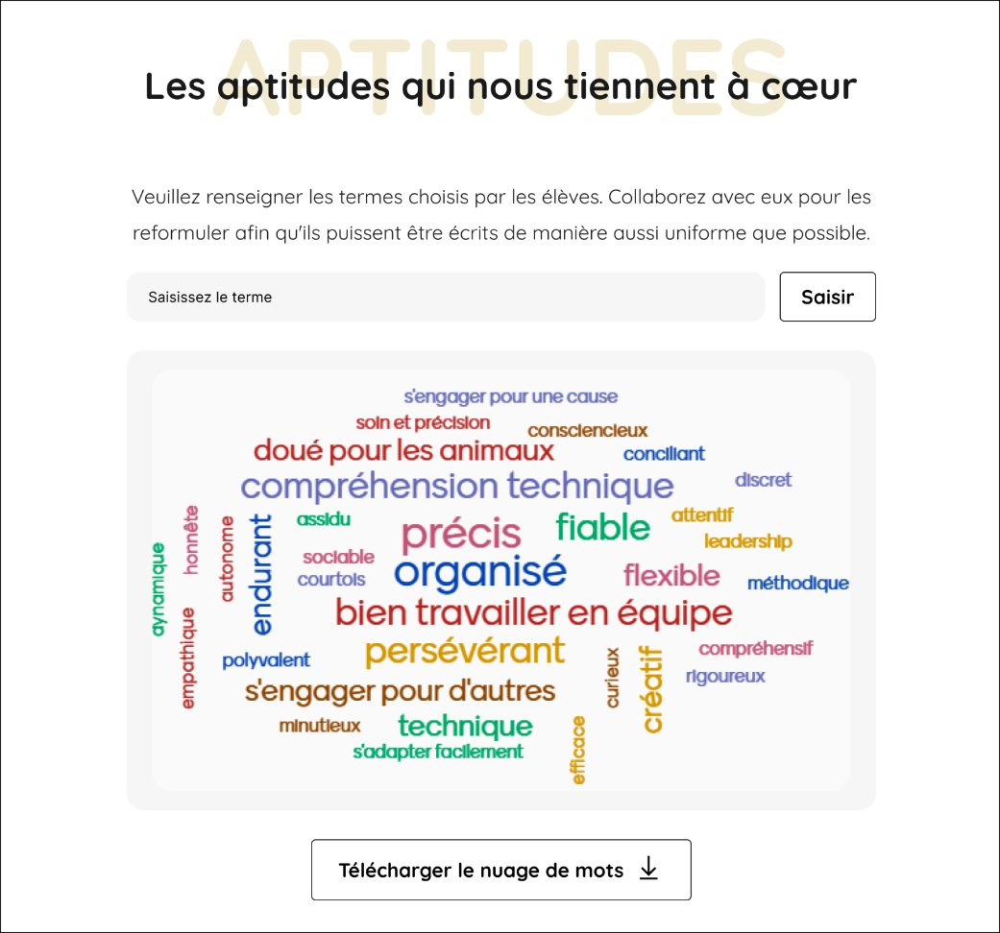 APTITUDES
Les aptitudes qui nous tiennent à cœur
Veuillez renseigner les termes choisis par les élèves. Collaborez avec eux pour les
reformuler afin qu'ils puissent être écrits de manière aussi uniforme que possible.
Saisissez le terme
Saisir
s'engager pour une cause
soin et précision
consciencieux
doué pour les animaux
conciliant
compréhension technique
discret
honnête
autonome
endurant
assidu
précis
fiable
attentif
leadership
dynamique
sociable
courtois
organisé
flexible
méthodique
empathique
bien travailler en équipe
polyvalent
persévérant
curieux
créatif
compréhensif
rigoureux
s'engager pour d'autres
minutieux
technique
efficace
s'adapter facilement
Télécharger le nuage de mots